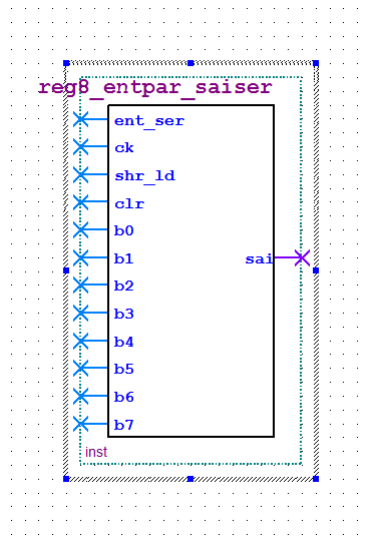 reg8_entpar_saiser
ent_ser
ck
shr_ld
clr
b0
b1
sai
b2
b3
b4
b5
b6
b7
inst